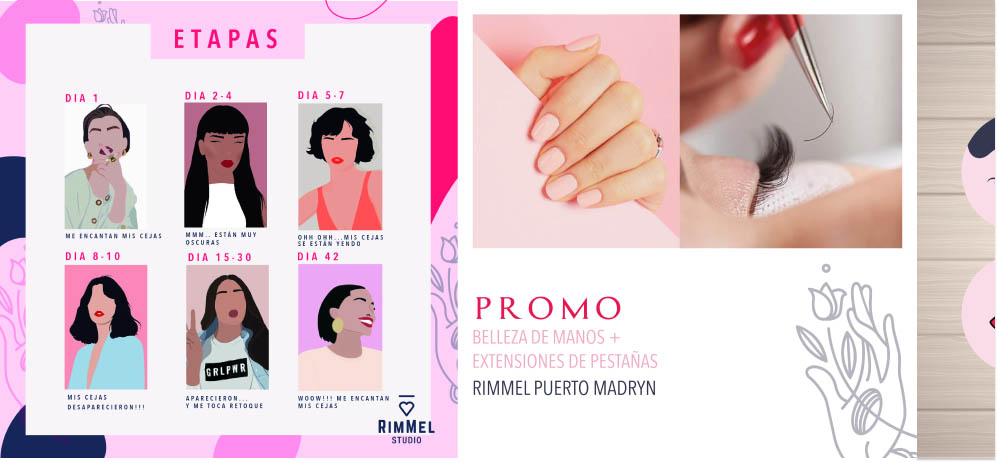 ETAPAS
DIA 1
DIA 2-4
DIA 5-7
ME ENCANTAN MIS CEJAS
MMM.. ESTÁN MUY
OSCURAS
OHH OHH...MIS CEJAS
SE ESTÁN YENDO
DIA 8-10
DIA 15-30
DIA 42
GRLPWR
MIS CEJAS
DESAPARECIERON!!!
APARECIERON...
Y ME TOCA RETOQUE
WOOW!!! ME ENCANTAN
MIS CEJAS
RIMMEL
STUDIO
PROMO
BELLEZA DE MANOS +
EXTENSIONES DE PESTAÑAS
RIMMEL PUERTO MADRYN